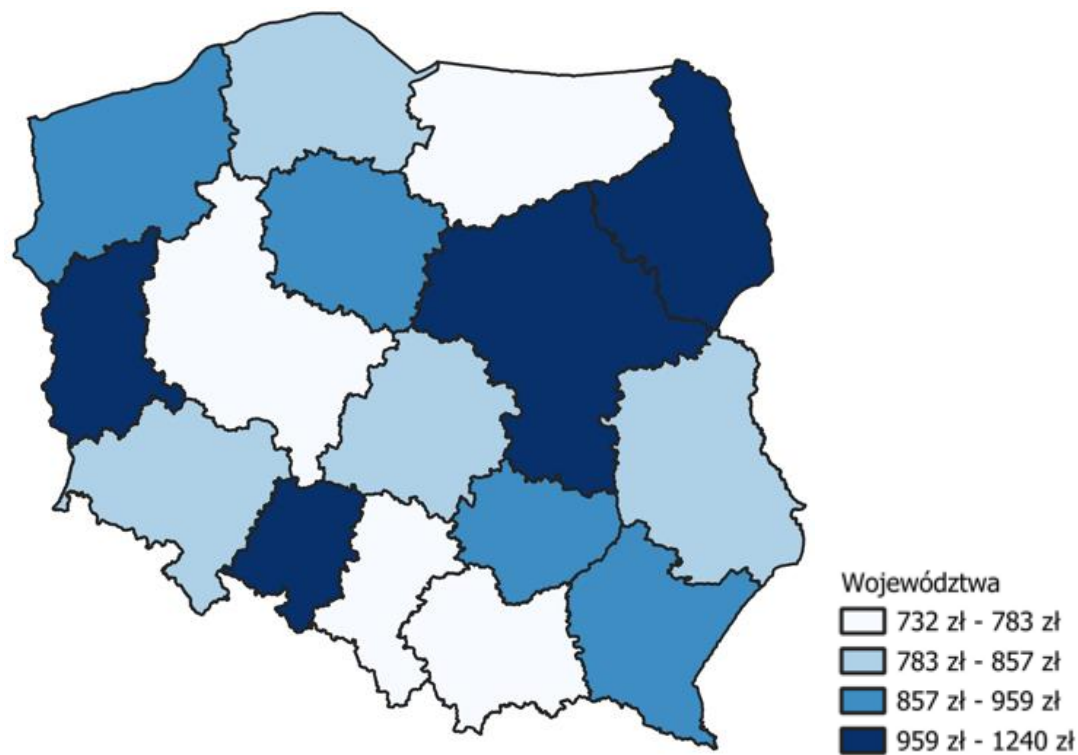 Województwa
732 zł - 783 zł
783 zł - 857 zł
857 zł - 959 zł
959 zł - 1240 zł